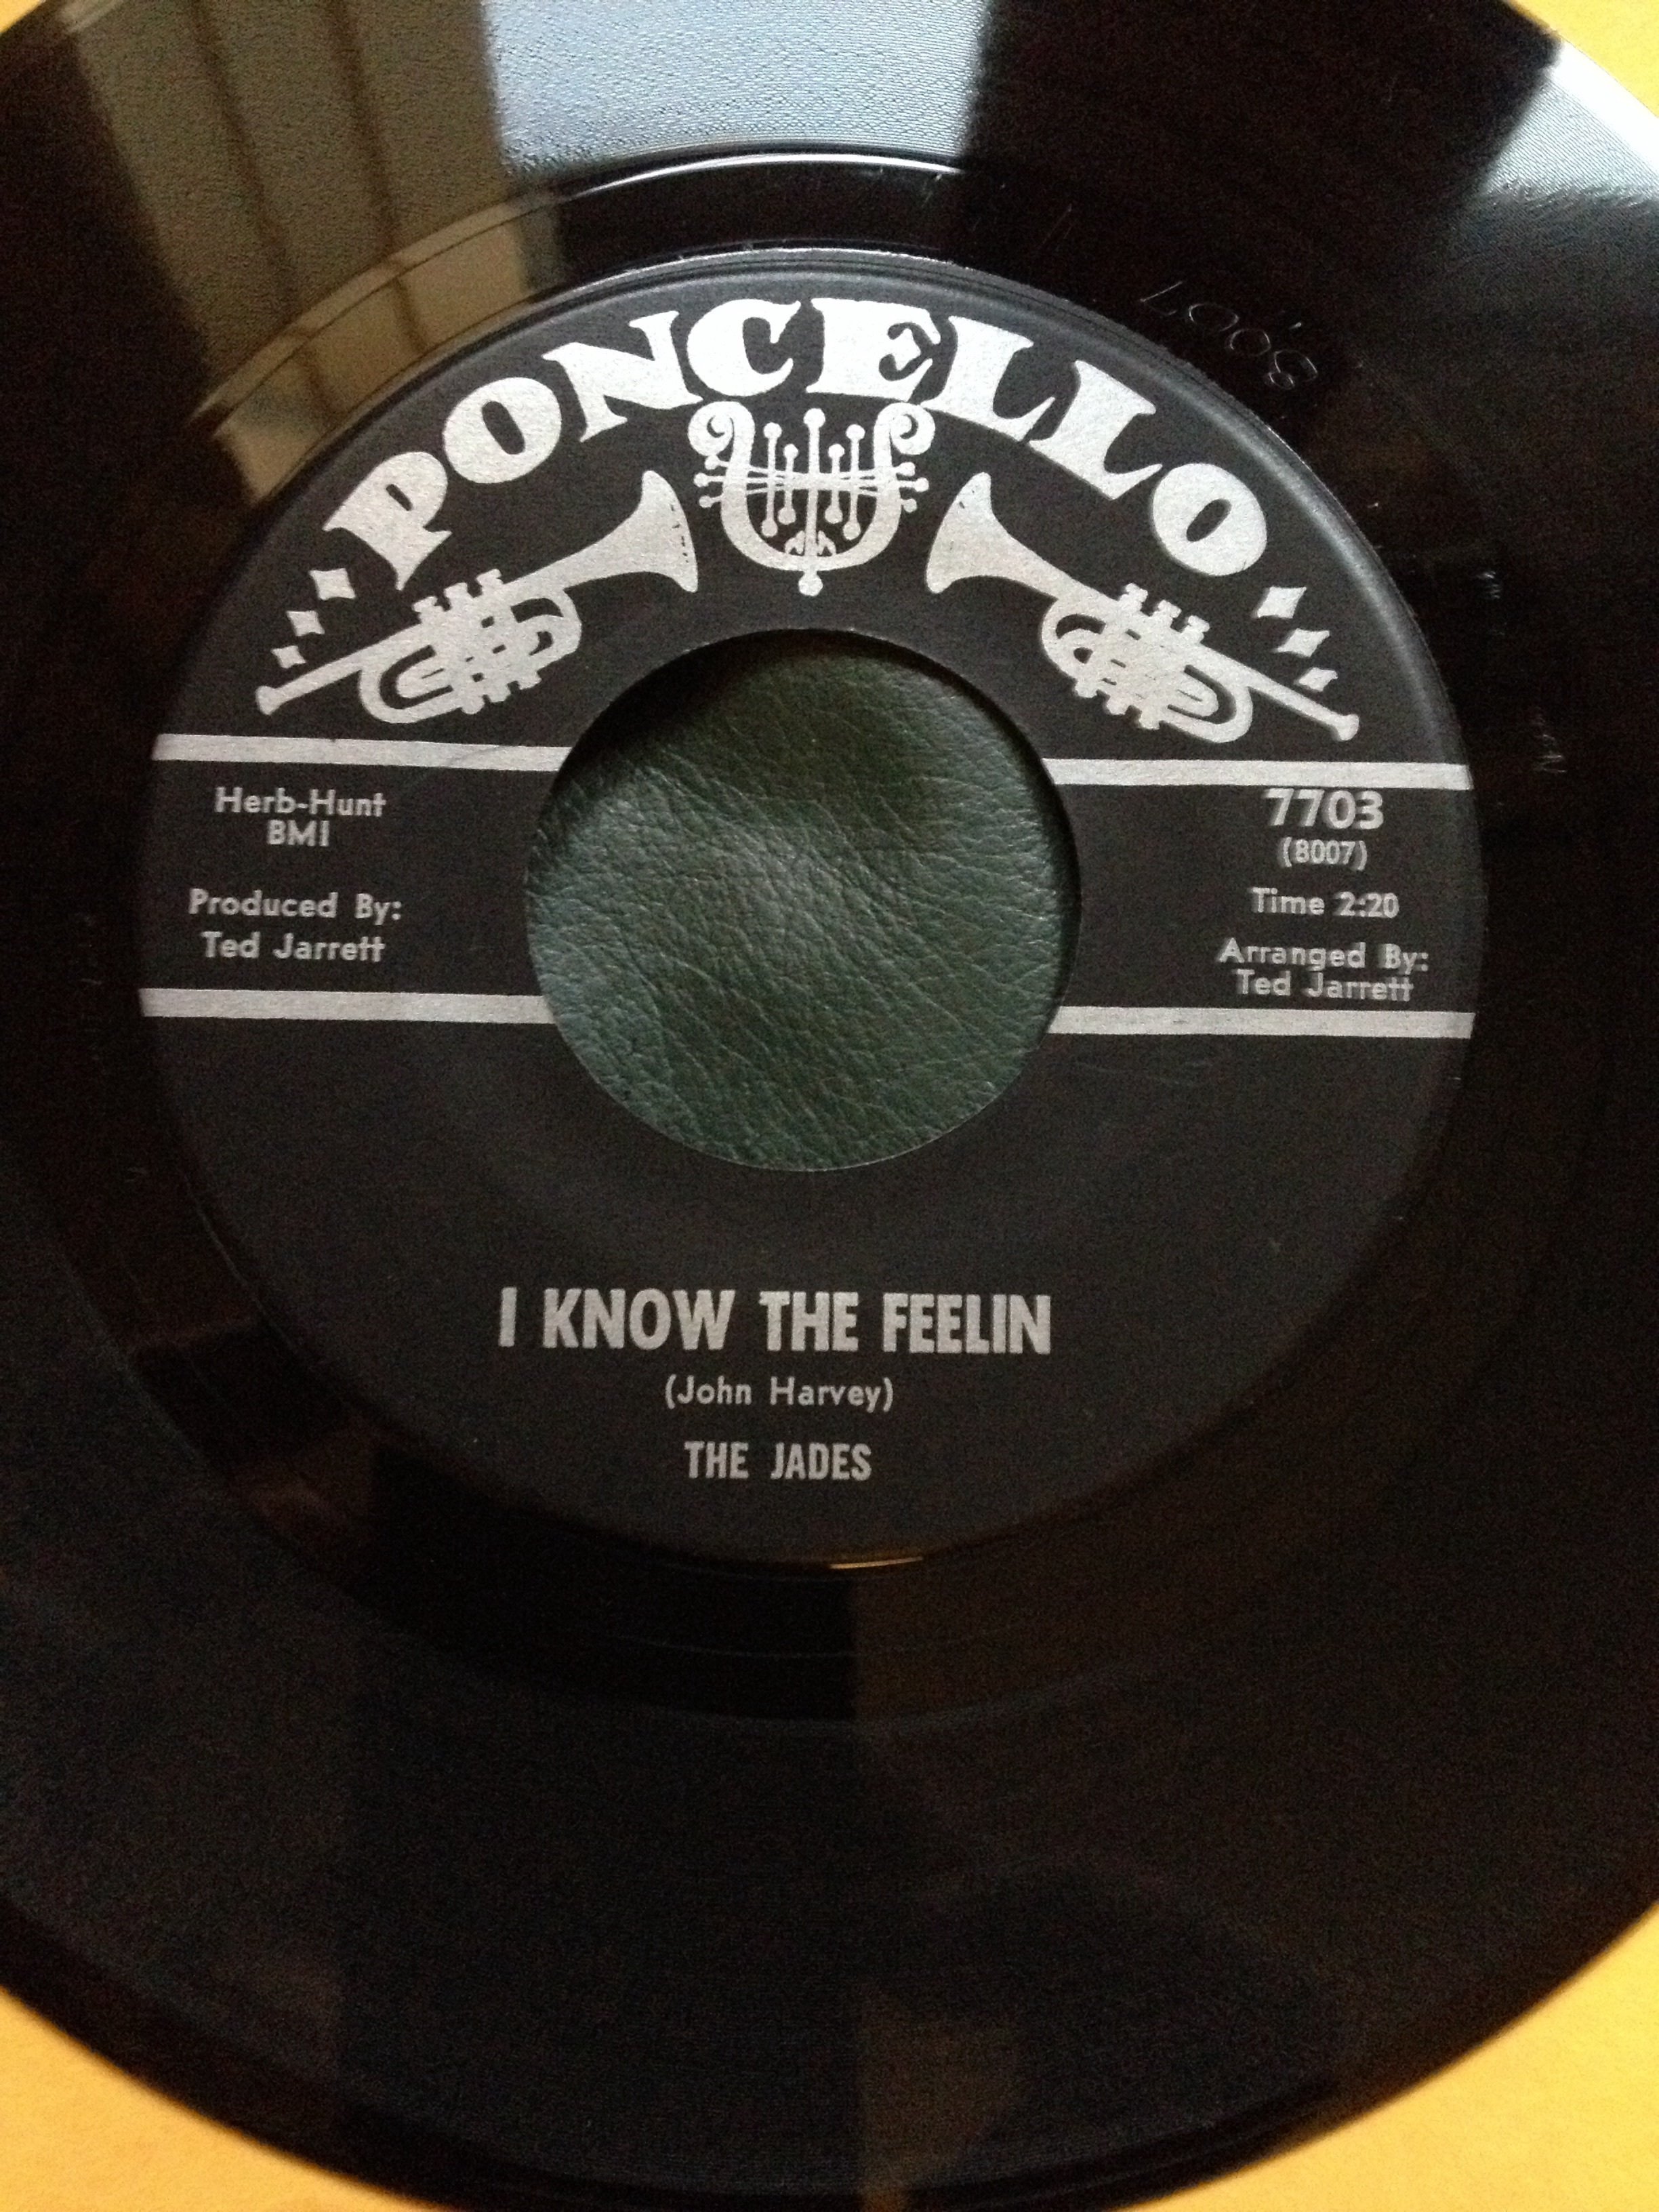 PONCELLO
Herb-Hunt
BMI
Produced By:
Ted Jarrett
7703
(8007)
Time 2:20
Arranged By:
Ted Jarrett
I KNOW THE FEELIN
(John Harvey)
THE JADES
8007